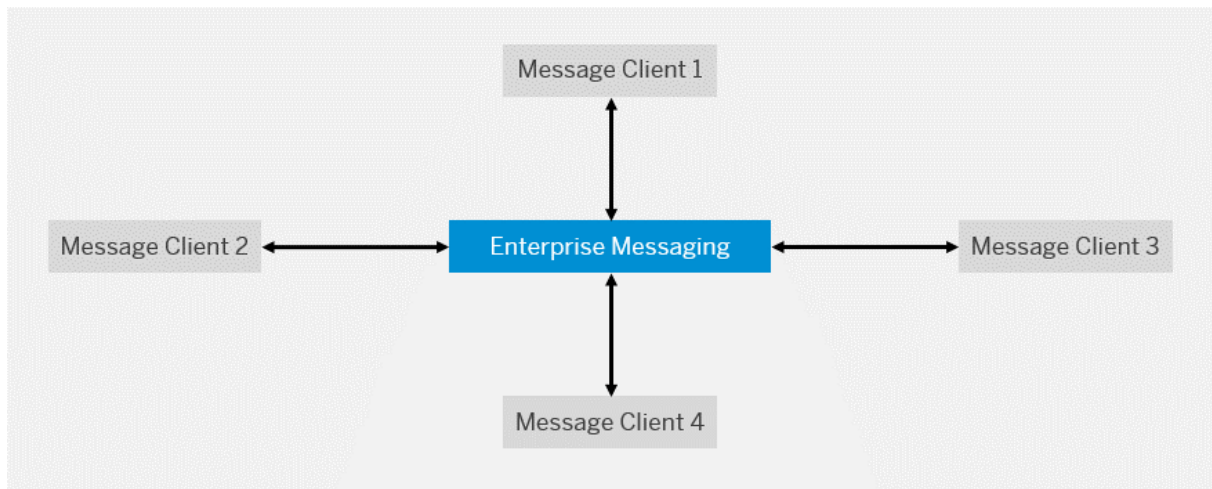 Message Client 1
Message Client 2
Enterprise Messaging
Message Client 3
Message Client 4